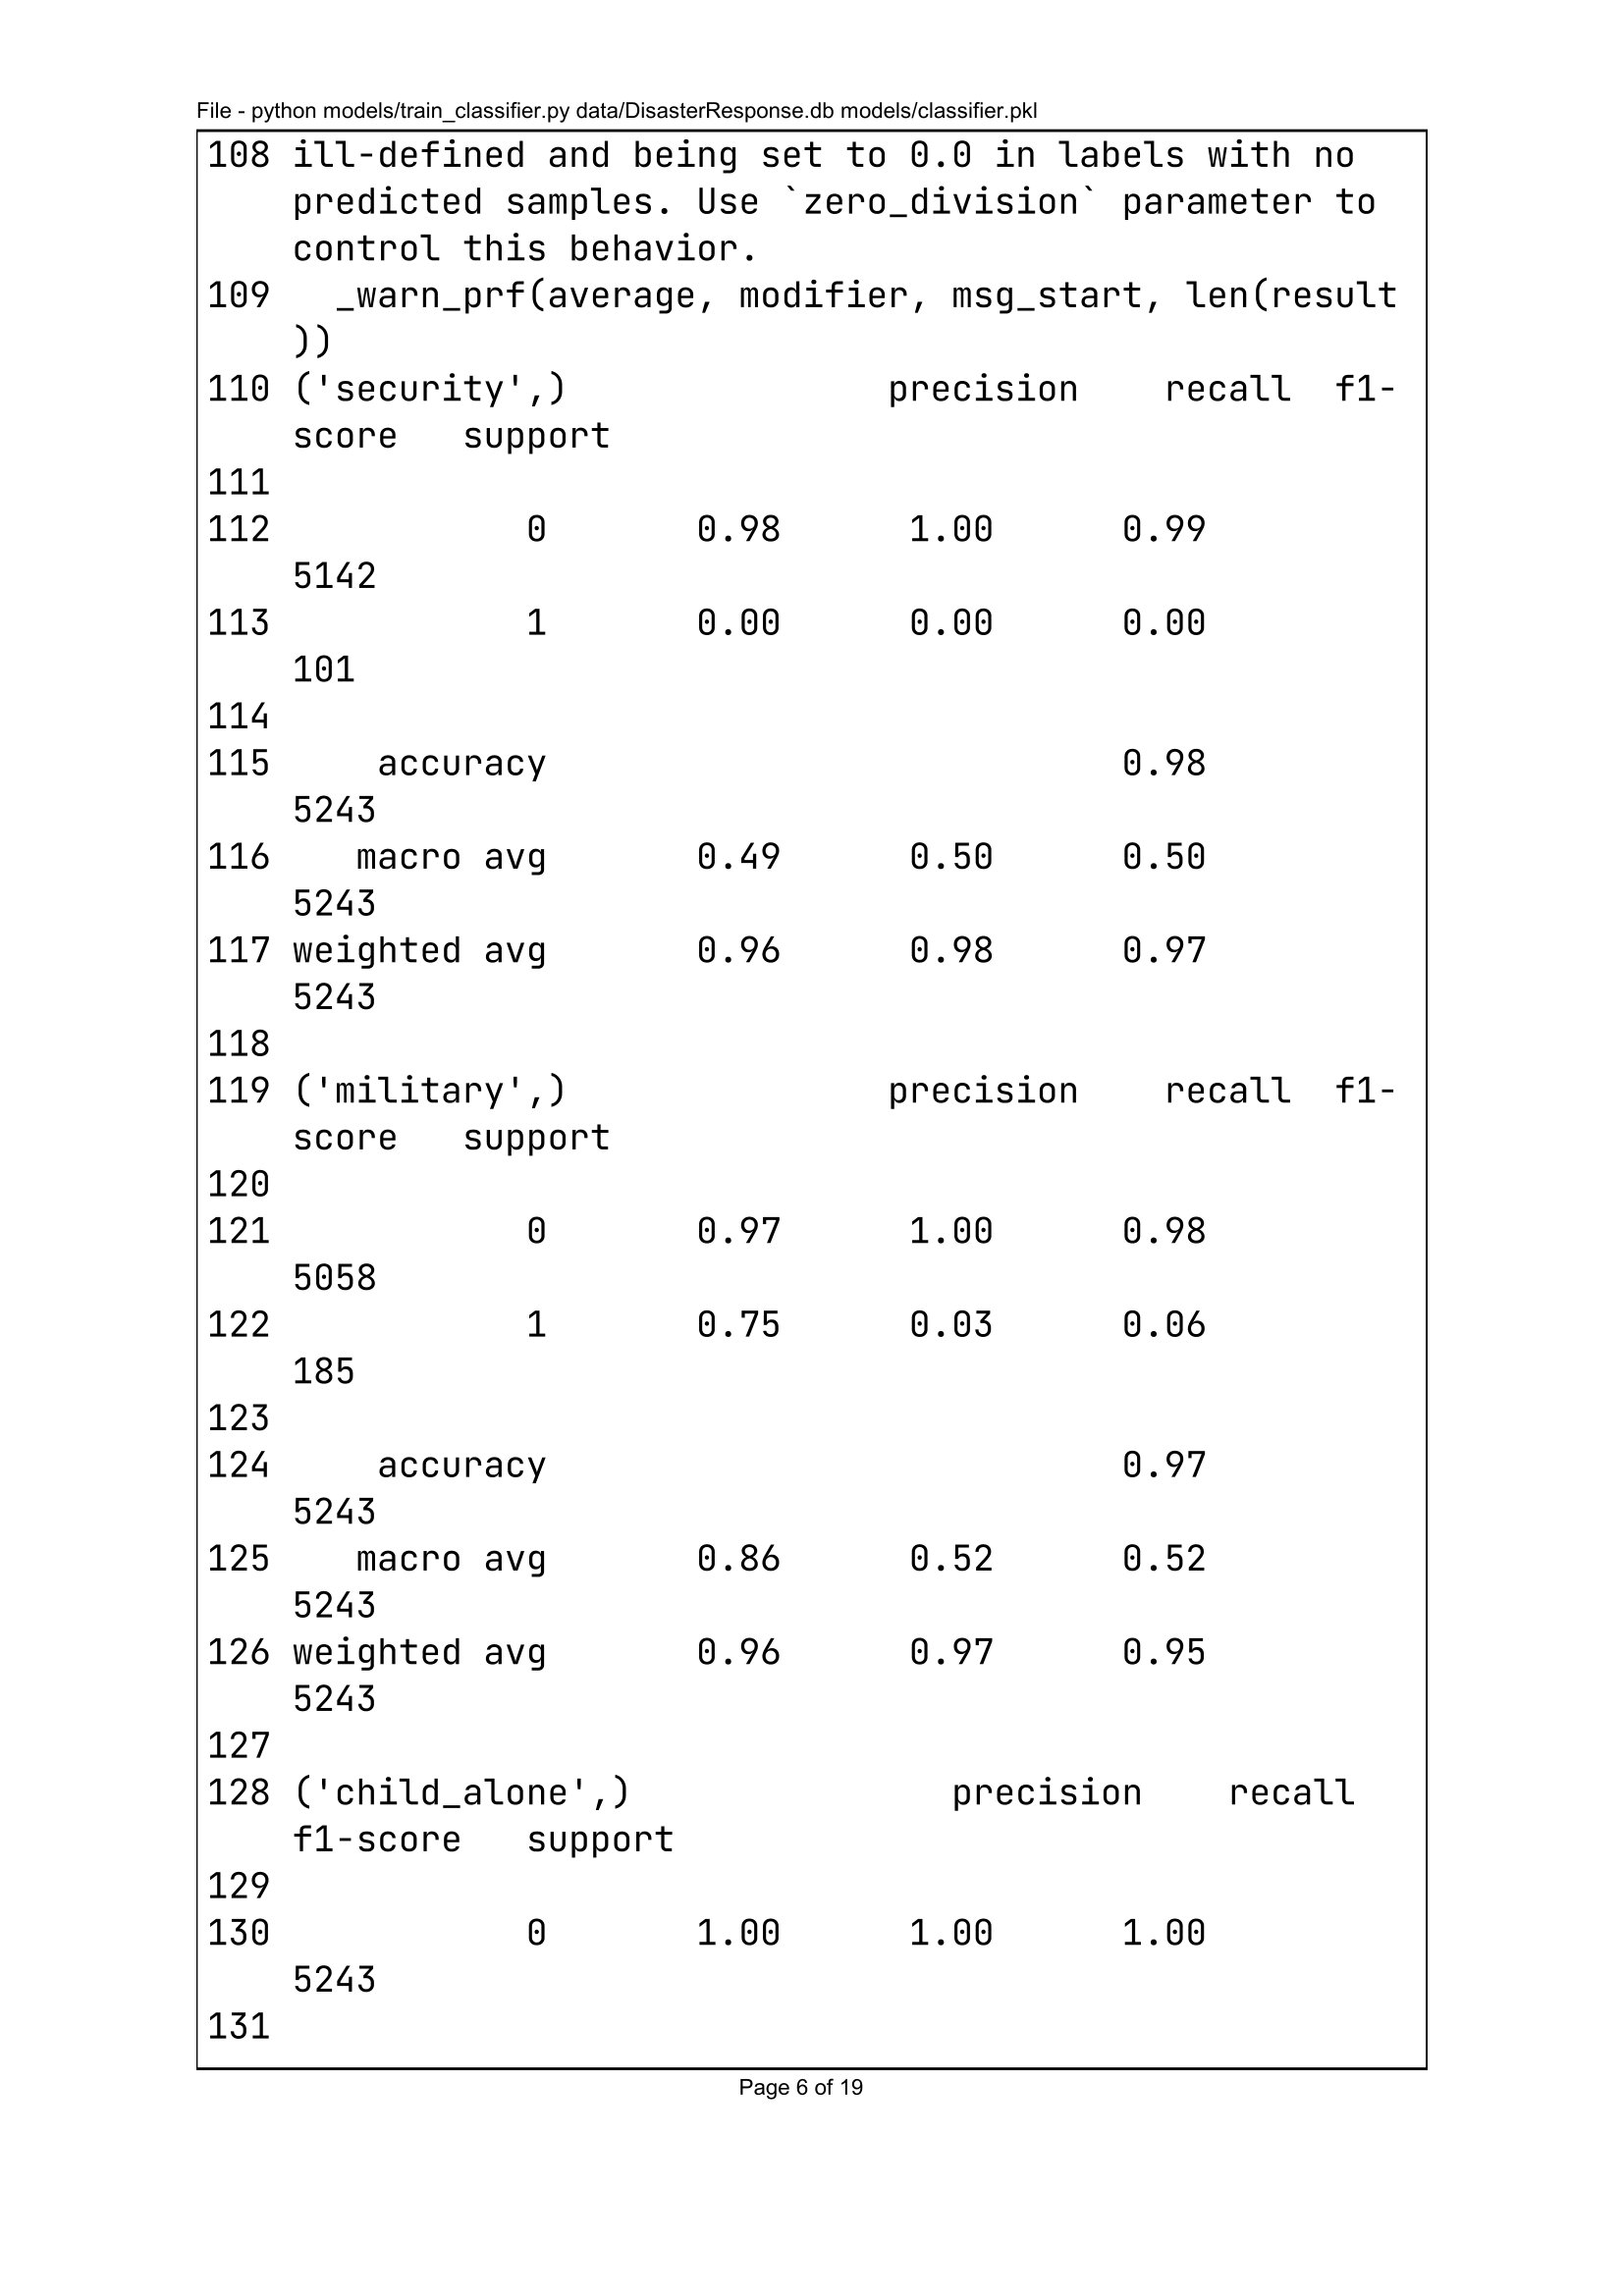 File - python models/train_classifier.py data/DisasterResponse.db models/classifier.pkl
108 ill-defined and being set to 0.0 in labels with no
predicted samples. Use `zero_division` parameter to
control this behavior.
109   _warn_prf(average, modifier, msg_start, len(result
))
110 ('security',)               precision    recall  f1-
score   support
111
112           0       0.98      1.00      0.99
5142
113           1       0.00      0.00      0.00
101
114
115    accuracy                           0.98
5243
116   macro avg       0.49      0.50      0.50
5243
117 weighted avg       0.96      0.98      0.97
5243
118
119 ('military',)               precision    recall  f1-
score   support
120
121           0       0.97      1.00      0.98
5058
122           1       0.75      0.03      0.06
185
123
124    accuracy                           0.97
5243
125   macro avg       0.86      0.52      0.52
5243
126 weighted avg       0.96      0.97      0.95
5243
127
128 ('child_alone',)               precision    recall
f1-score   support
129
130           0       1.00      1.00      1.00
5243
131
Page 6 of 19